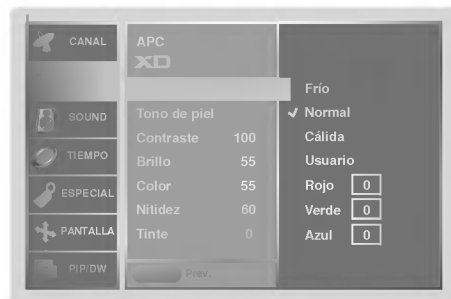 CANAL
SOUND
TIEMPO
ESPECIAL
PANTALLA
PIP/DW
APC
XD
Tono de piel
Contraste 100
Brillo 55
Color 55
Nitidez 60
Tinte 0
Prev.
Frío
Normal
Cálida
Usuario
Rojo 0
Verde 0
Azul 0